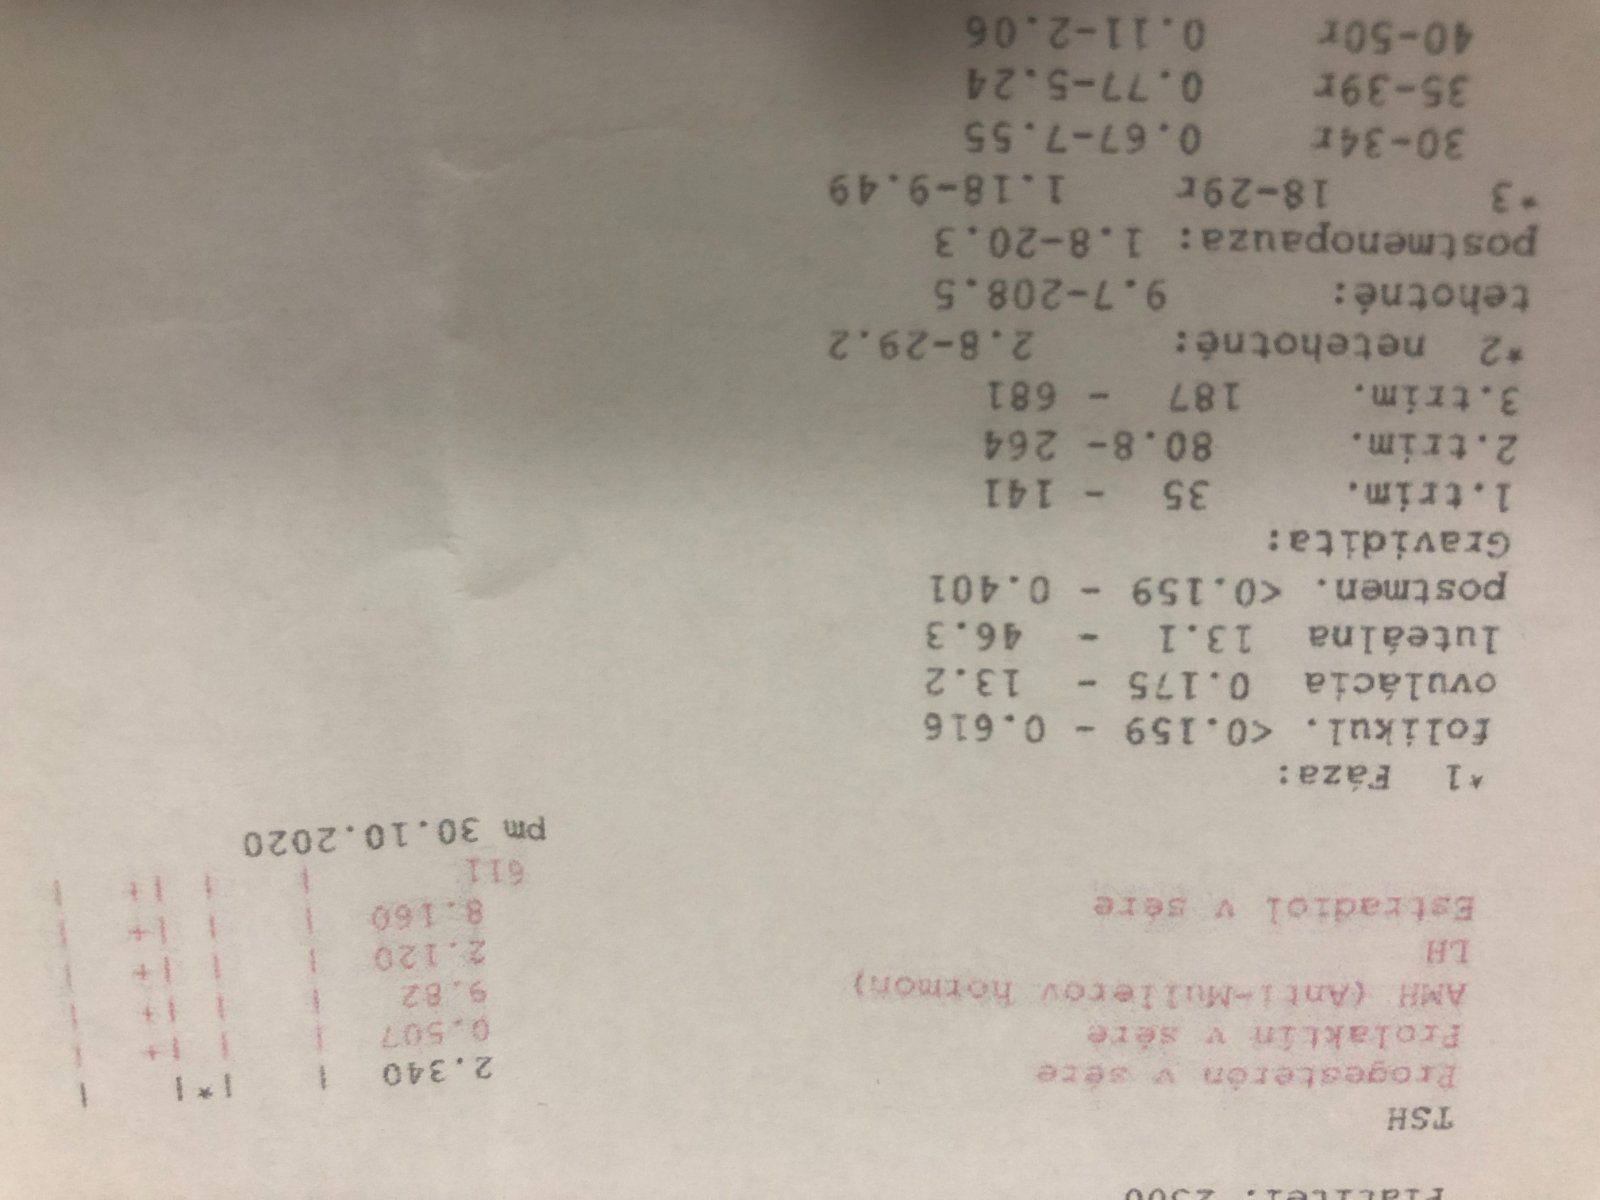 TSH 2.340 | |*| |
Progesterón v sére 0.507 | | |+ |
Prolaktín v sére 9.82 | | |+ |
AMH (Anti-Mullerov hormon) 2.120 | | |+ |
LH 8.160 | | |+ |
Estradiol v sére 611 | | |+ |
pm 30.10.2020
*1 Fáza:
folikul. <0.159 - 0.616
ovulácia 0.175 - 13.2
luteálna 13.1 - 46.3
postmen. <0.159 - 0.401
Gravidita:
1.trim. 35 - 141
2.trim. 80.8- 264
3.trim. 187 - 681
*2 netehotné: 2.8-29.2
tehotné: 9.7-208.5
postmenopauza: 1.8-20.3
*3 18-29r 1.18-9.49
30-34r 0.67-7.55
35-39r 0.77-5.24
40-50r 0.11-2.06